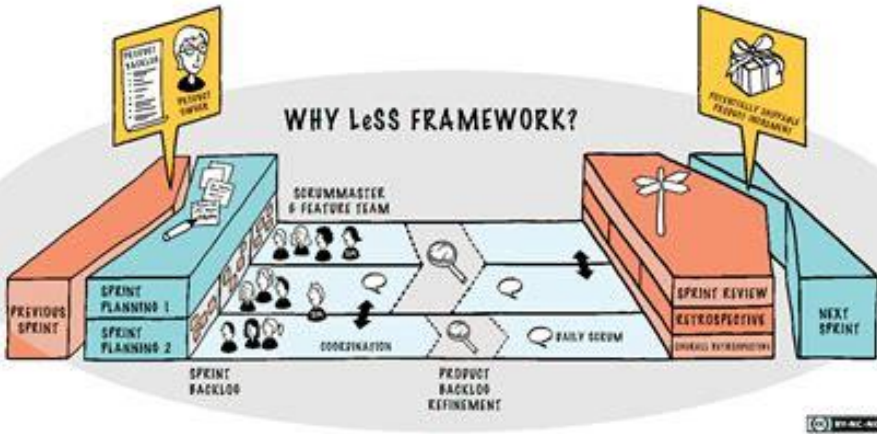 PRODUCT
BACKLOG
PRODUCT
OWNER
POTENTIALLY SHIPPABLE
PRODUCT INCREMENT
WHY LeSS FRAMEWORK?
SCRUMMASTER
& FEATURE TEAM
PREVIOUS
SPRINT
SPRINT
PLANNING 1
SPRINT
PLANNING 2
COORDINATION
DAILY SCRUM
SPRINT REVIEW
RETROSPECTIVE
OVERALL RETROSPECTIVE
NEXT
SPRINT
SPRINT
BACKLOG
PRODUCT
BACKLOG
REFINEMENT